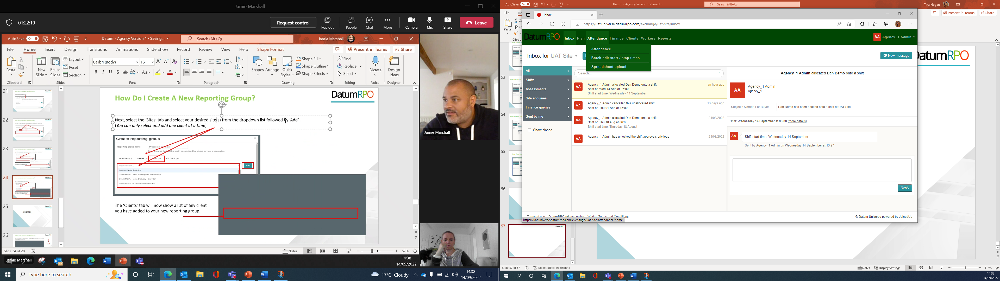 Jamie Marshall
01:22:19
Request control
Pop out
People
Chat
More
Camera
Mic
Share
Leave
AutoSave On
Datum - Agency Version 1 • Saving...
Search (Alt+Q)
Jamie Marshall
File Home Insert Design Transitions Animations Slide Show Record Review View Help Shape Format
Present in Teams
Share
Paste
New Slide
Reuse Slides
Layout
Reset
Section
Calibri (Body) 16
Shapes
Arrange
Quick Styles
Shape Fill
Shape Outline
Shape Effects
Find
Replace
Select
Dictate
Design Ideas
Clipboard
Slides
Font
Paragraph
Drawing
Editing
Voice
Designer
21
22
23
24
25
JOB CARDS
26
How Do I Create A New Reporting Group?
DatumRPO
Next, select the 'Sites' tab and select your desired site(s) from the dropdown list followed by 'Add'.
(You can only select and add one client at a time)
Create reporting group
Reporting group name
Process & Systems
Enter a name that will be easily recognised by others in your organisation.
Branches (0) Clients (2) Sites (0) Job cards (0)
Please select...
Add
Argus / Jamie Test Site
Client MSP / Client Nottingham Warehouse
Client MSP / Home Delivery - Croydon
Client MSP / Process & Systems Test
The 'Clients' tab will now show a list of any client
you have added to your new reporting group.
Jamie Marshall
Slide 24 of 28
Notes
67%
Jamie Marshall
14:38
14/09/2022
Type here to search
17°C Cloudy
14:38
14/09/2022
AutoSave On
Datum - Agency Version 1 • Saved
Search (Alt+Q)
Tina Hogan
File
Present in Teams
Share
Paste
Inbox
https://uat.universe.datumrpo.com/exchange/uat-site/inbox
DatumRPO
Inbox Plan Attendance Finance Clients Workers Reports
AA Agency_1 Admin
Attendance
Batch edit start / stop times
Spreadsheet upload
Inbox for UAT Site
New message
All
Shifts
Assessments
Site enquiries
Finance queries
Sent by me
Show closed
Search...
AA
Agency_1 Admin allocated Dan Demo onto a shift
an hour ago
Shift on Wed 14 Sep at 06:00
Shift start time: Wednesday 14 September
AA
Agency_1 Admin cancelled this unallocated shift
13 days ago
Shift on Thu 01 Sep at 15:00
AA
Agency_1 Admin allocated Dan Demo onto a shift
24/08/2022
Shift on Thu 18 Aug at 06:00
Shift start time: Thursday 18 August
AA
Agency_1 Admin has unlocked the shift approvals privilege
24/08/2022
Agency_1 Admin allocated Dan Demo onto a shift
AA
Agency_1 Admin
Agency_1
Subject Override For Buyer
Dan Demo has been booked onto a shift at UAT Site
Shift: Wednesday 14 September at 06:00 (more details)
AA
Shift start time: Wednesday 14 September
Sent by Agency_1 Admin on Wednesday 14 September at 13:27
Reply
Terms of use DatumRPO privacy policy Worker Terms and Conditions
© Datum Universe powered by JoinedUp
https://uat.universe.datumrpo.com/exchange/uat-site/attendance/home
DatumRPO
53
54
55
56
57
Slide 57 of 57
Accessibility: Investigate
Notes
Display Settings
114%
14:38
14/09/2022